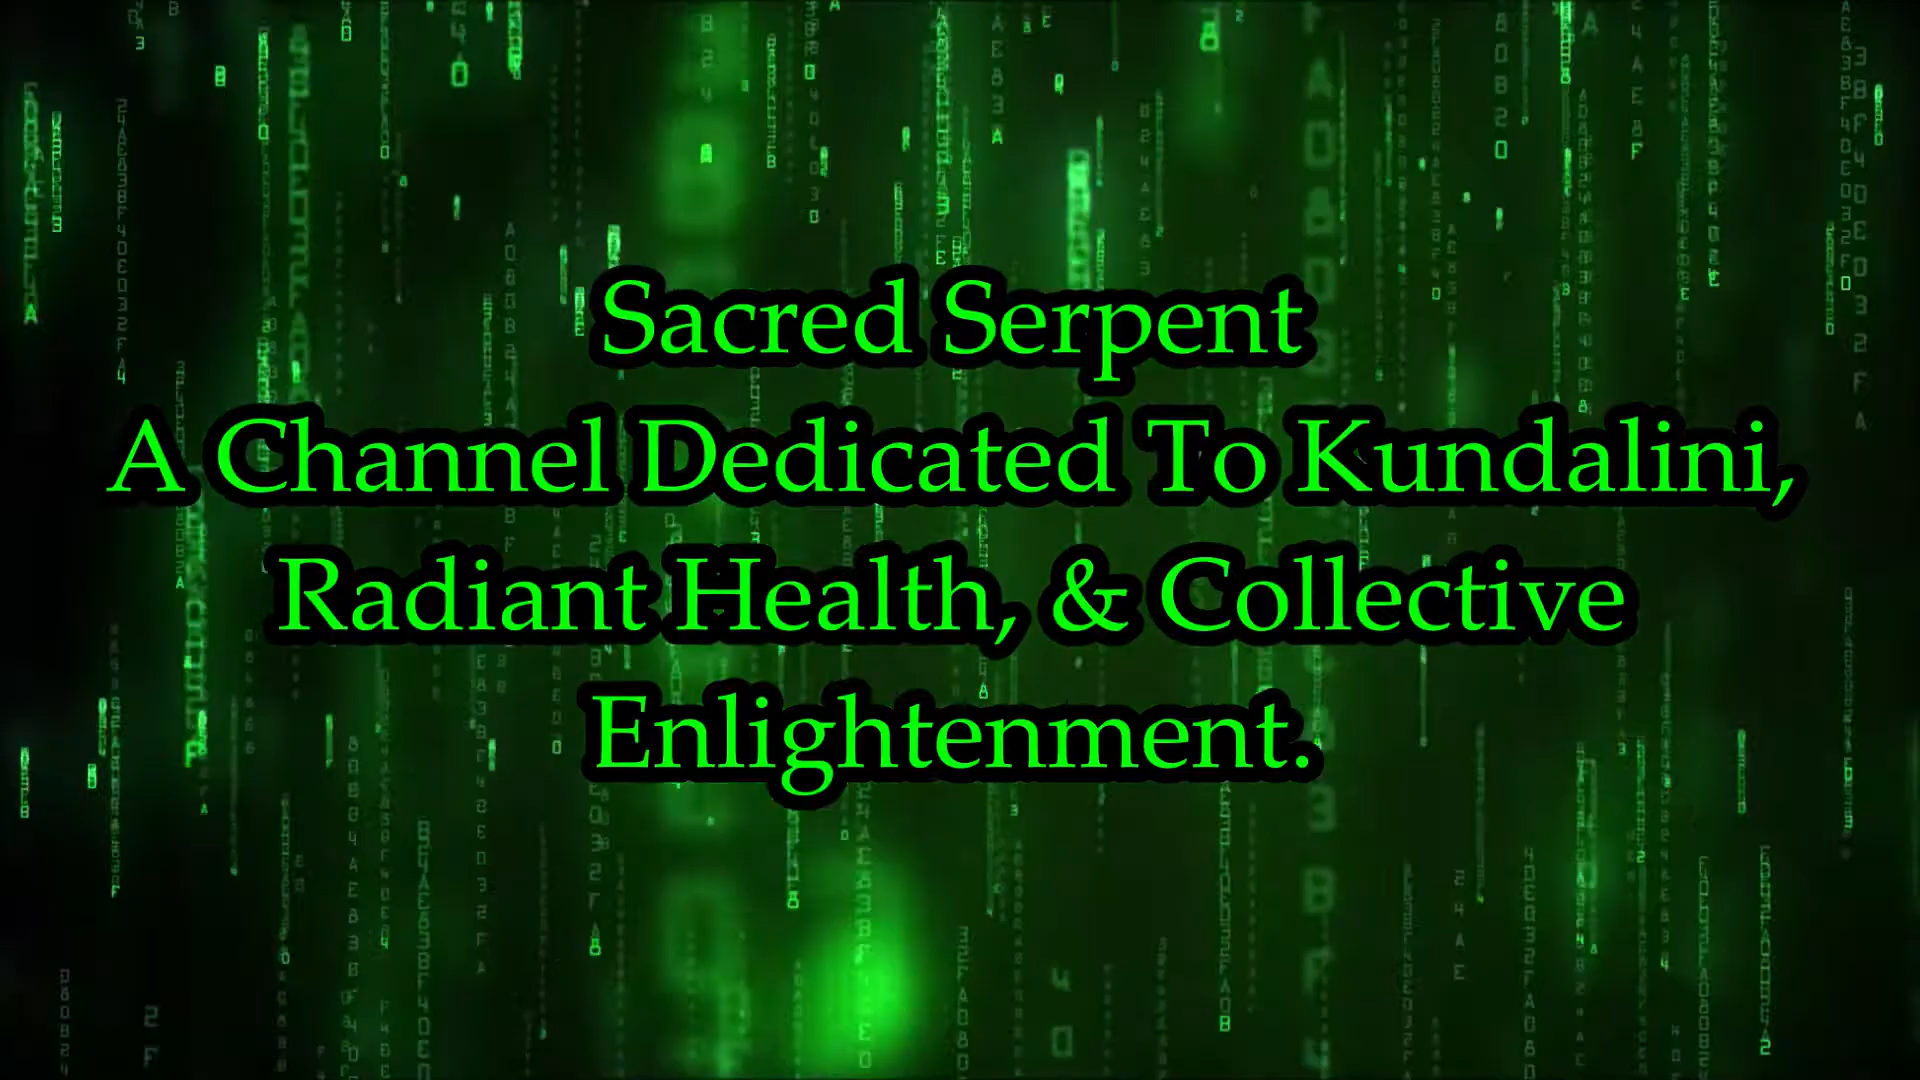 Sacred Serpent
A Channel Dedicated To Kundalini,
Radiant Health, & Collective
Enlightenment.